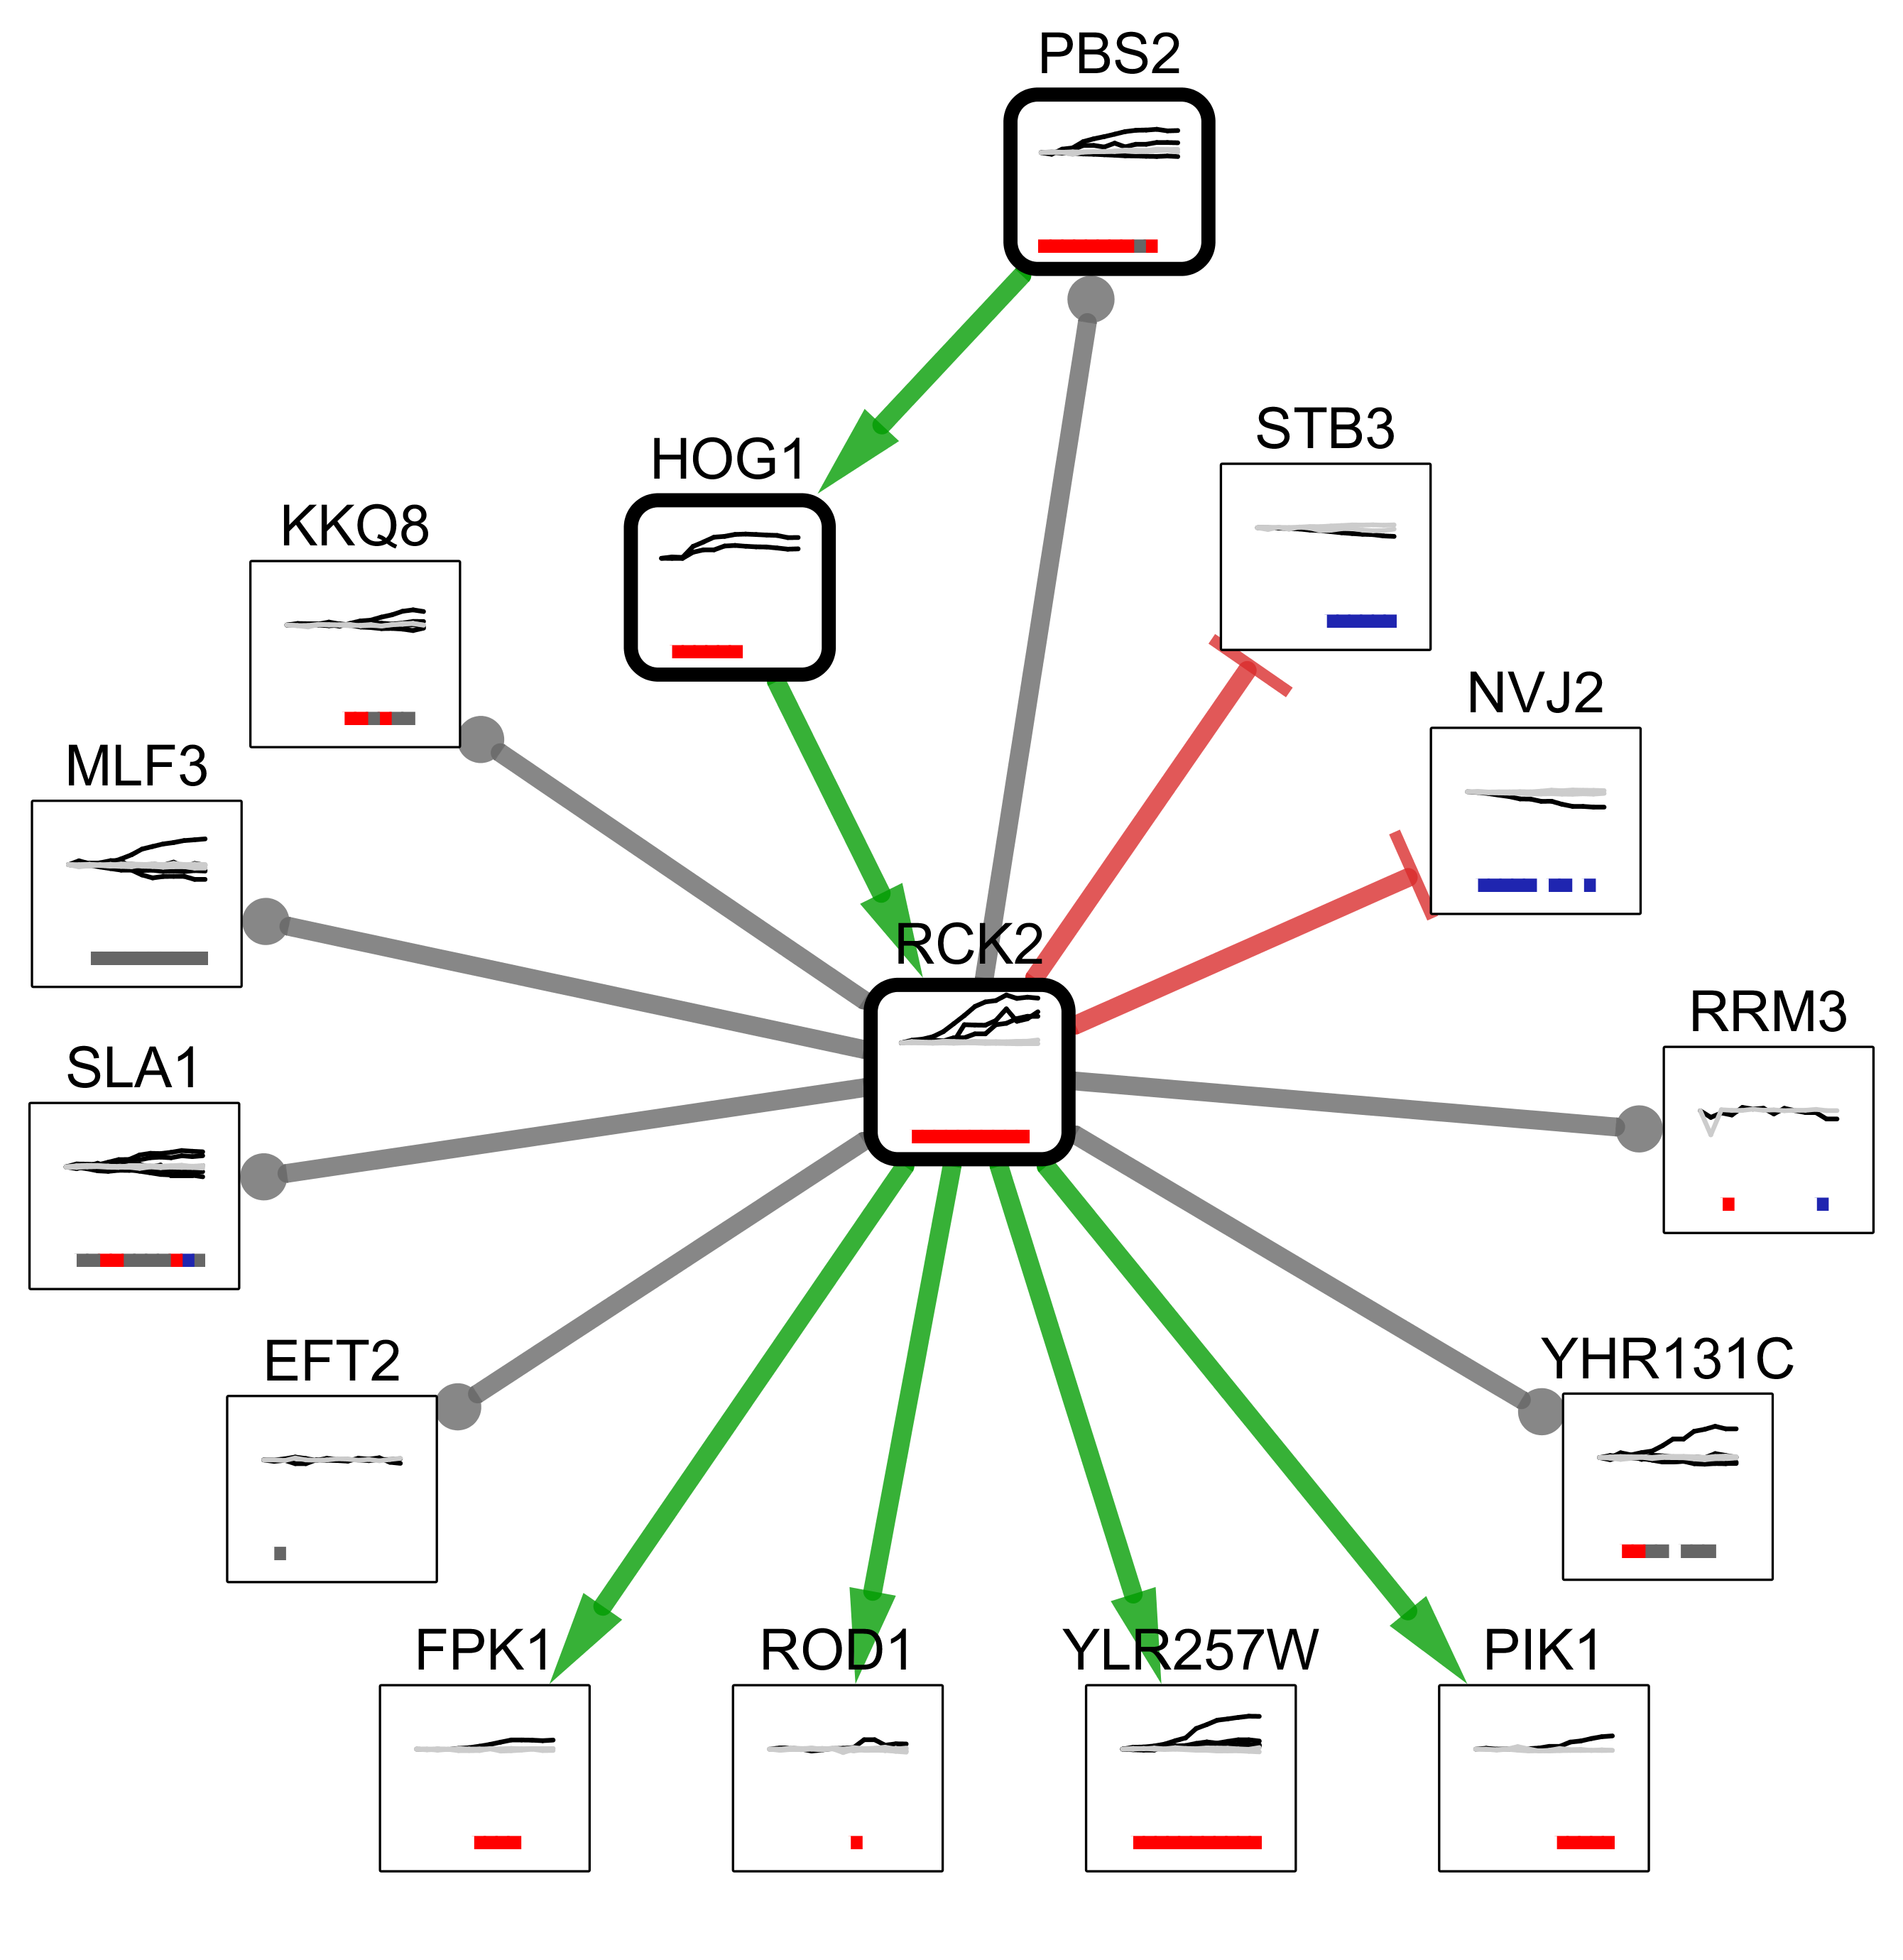 PBS2
STB3
HOG1
KKQ8
NVJ2
MLF3
RCK2
RRM3
SLA1
EFT2
YHR131C
FPK1
ROD1
YLR257W
PIK1